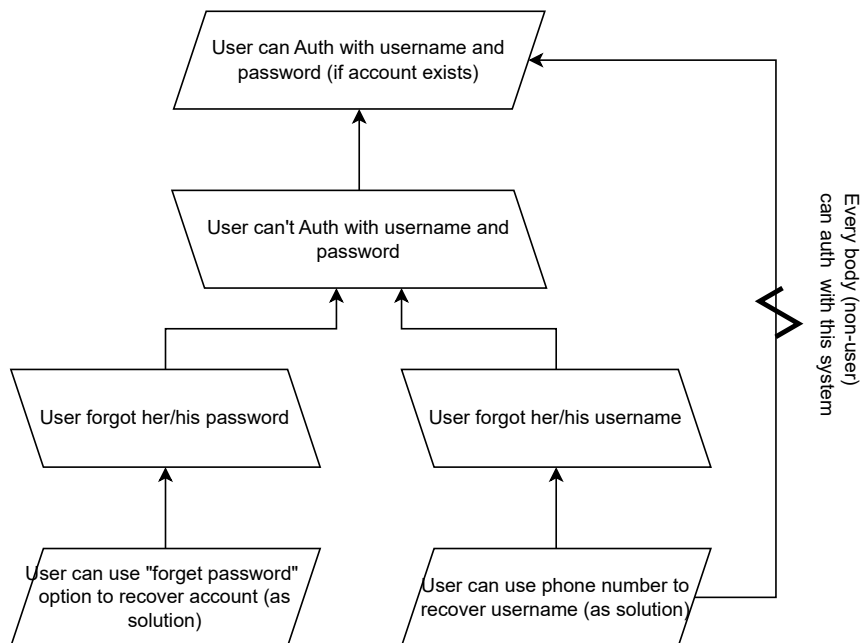 User can Auth with username and
password (if account exists)
User can't Auth with username and
password
Every body (non-user)
can auth with this system
User forgot her/his password
User forgot her/his username
User can use "forget password"
option to recover account (as
solution)
User can use phone number to
recover username (as solution)